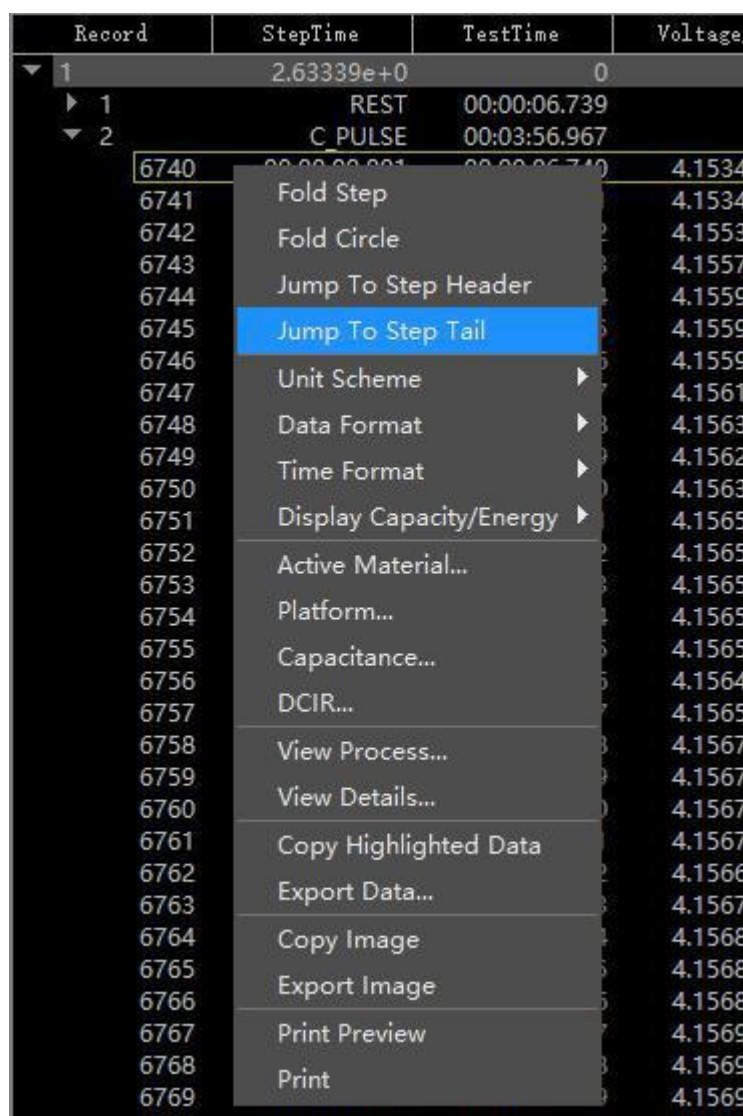 Record StepTime TestTime Voltage
1 2.63339e+0 0
1 REST 00:00:06.739
2 C_PULSE 00:03:56.967
6740 4.1534
6741 4.1534
Fold Step
6742 4.1553
Fold Circle
6743 4.1557
Jump To Step Header
6744 4.1559
6745 4.1559
Jump To Step Tail
6746 4.1559
Unit Scheme
6747 4.1561
6748 4.1563
Data Format
6749 4.1562
Time Format
6750 4.1563
6751 4.1565
Display Capacity/Energy
6752 4.1565
Active Material...
6753 4.1565
6754 4.1565
Platform...
6755 4.1565
Capacitance...
6756 4.1564
6757 4.1565
DCIR...
6758 4.1567
View Process...
6759 4.1567
View Details...
6760 4.1567
6761 4.1567
Copy Highlighted Data
6762 4.1566
Export Data...
6763 4.1567
6764 4.1568
Copy Image
6765 4.1568
Export Image
6766 4.1568
6767 4.1569
Print Preview
6768 4.1569
Print
6769 4.1569